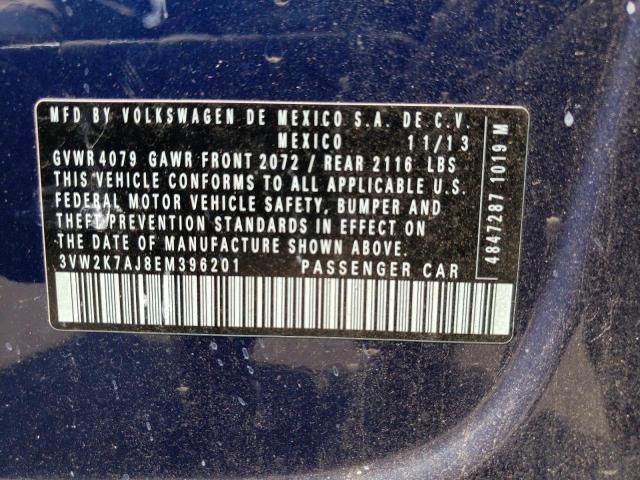 MFD BY VOLKSWAGEN DE MEXICO S.A. DE C.V.
MEXICO 11/13
GVWR 4079 GAWR FRONT 2072 / REAR 2116 LBS
THIS VEHICLE CONFORMS TO ALL APPLICABLE U.S.
FEDERAL MOTOR VEHICLE SAFETY, BUMPER AND
THEFT PREVENTION STANDARDS IN EFFECT ON
THE DATE OF MANUFACTURE SHOWN ABOVE.
3VW2K7AJ8EM396201 PASSENGER CAR
4847287 1019 M